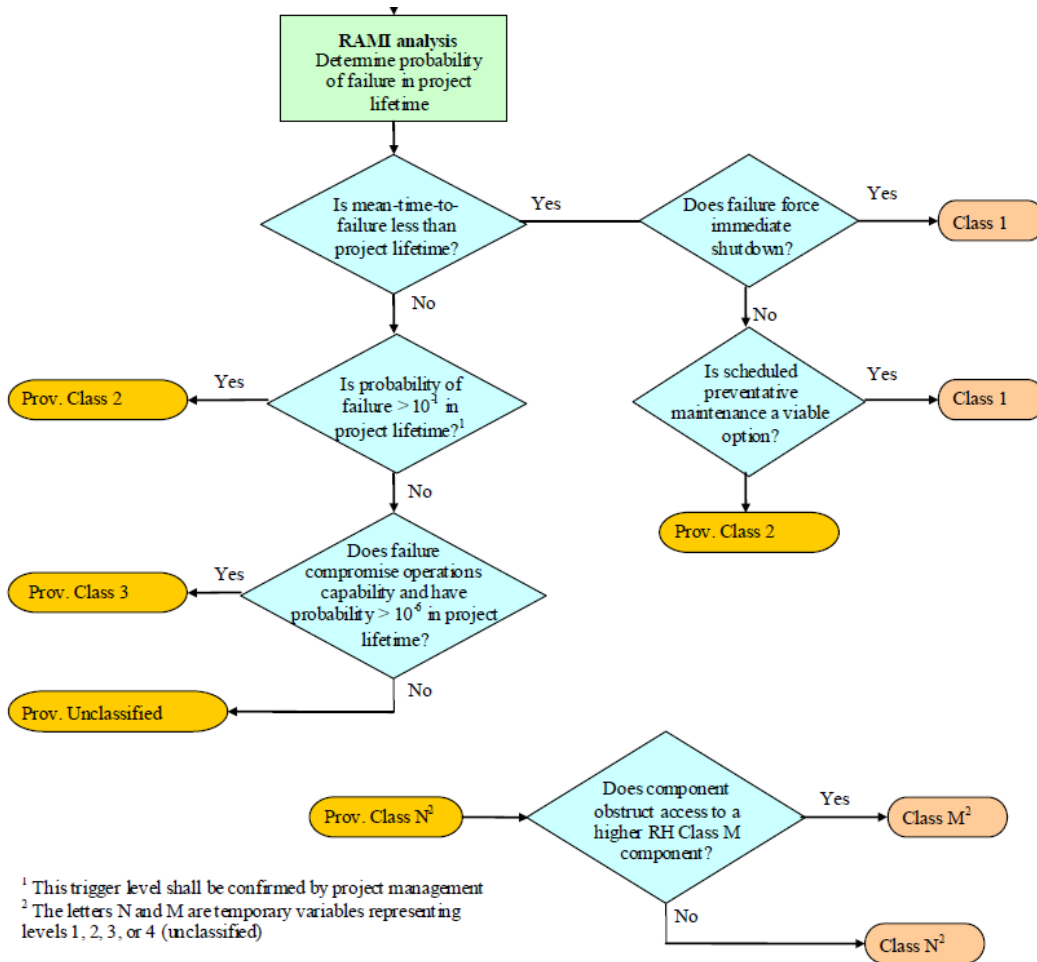 RAMI analysis
Determine probability
of failure in project
lifetime
Is mean-time-to-
failure less than
project lifetime?
Yes
Does failure force
immediate
shutdown?
Yes
Class 1
No
No
Prov. Class 2
Yes
Is probability of
failure > 10⁻¹ in
project lifetime?¹
Is scheduled
preventative
maintenance a viable
option?
Yes
Class 1
No
Prov. Class 2
Prov. Class 3
Yes
Does failure
compromise operations
capability and have
probability > 10⁻⁶ in project
lifetime?
No
Prov. Unclassified
Prov. Class N²
Does component
obstruct access to a
higher RH Class M
component?
Yes
Class M²
No
Class N²
¹ This trigger level shall be confirmed by project management
² The letters N and M are temporary variables representing
levels 1, 2, 3, or 4 (unclassified)